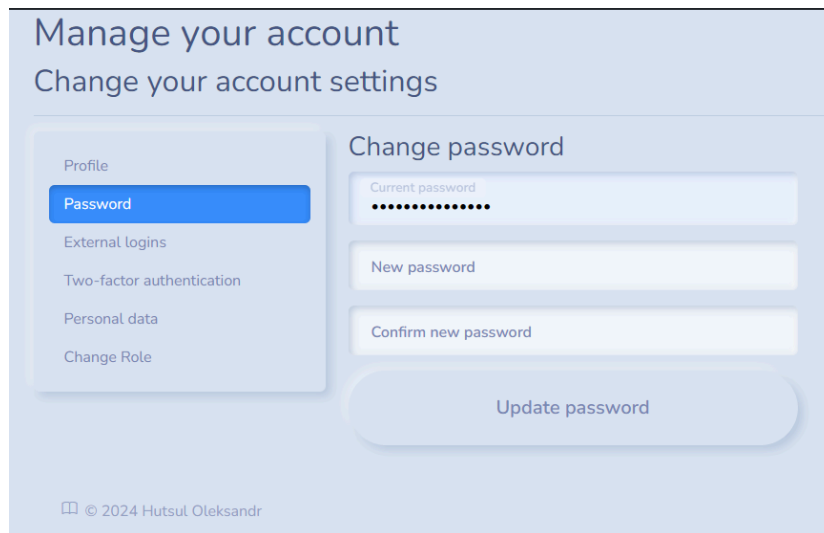 Manage your account
Change your account settings
Profile
Password
External logins
Two-factor authentication
Personal data
Change Role
Change password
Current password
•••••••••••••••
New password
Confirm new password
Update password
© 2024 Hutsul Oleksandr